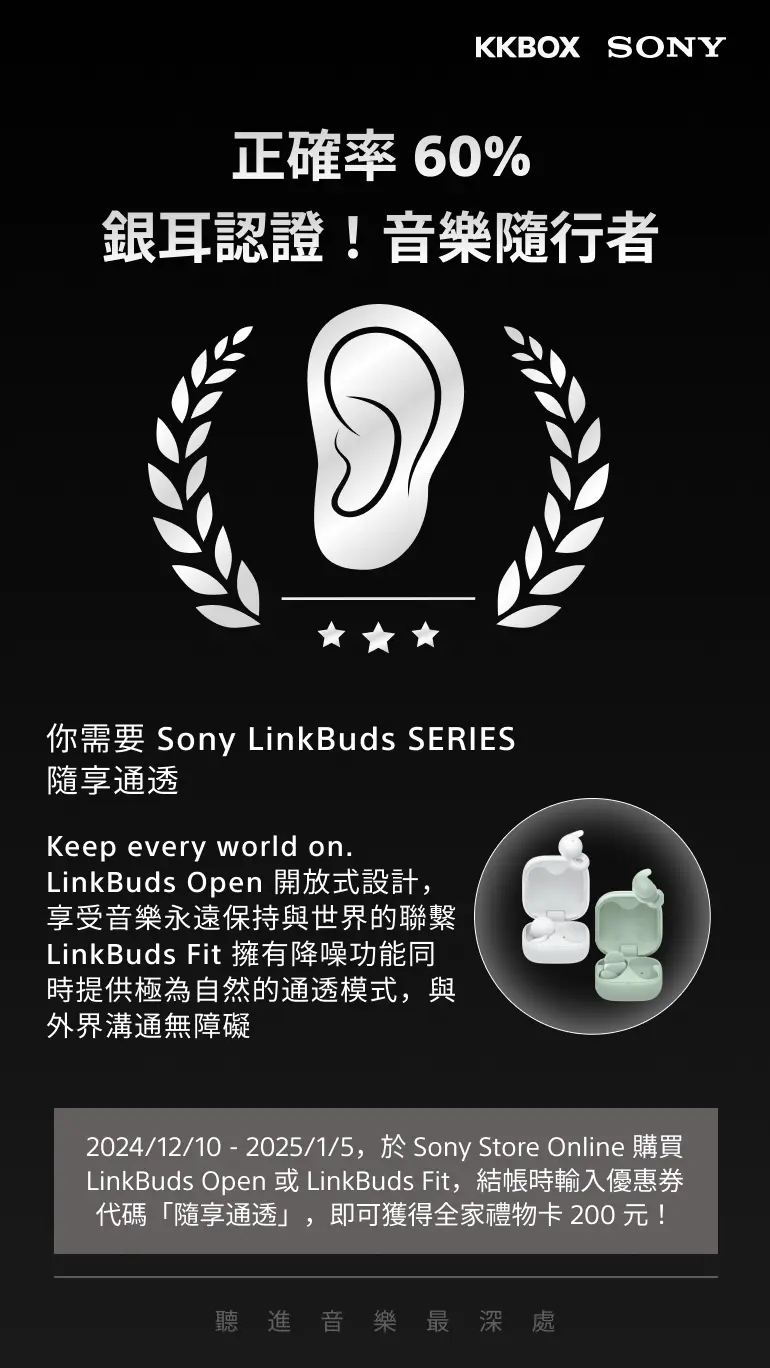 KKBOX SONY
正確率 60%
銀耳認證！音樂隨行者
你需要 Sony LinkBuds SERIES
隨享通透
Keep every world on.
LinkBuds Open 開放式設計，
享受音樂永遠保持與世界的聯繫
LinkBuds Fit 擁有降噪功能同
時提供極為自然的通透模式，與
外界溝通無障礙
2024/12/10 - 2025/1/5，於 Sony Store Online 購買
LinkBuds Open 或 LinkBuds Fit，結帳時輸入優惠券
代碼「隨享通透」，即可獲得全家禮物卡 200 元！
聽進音樂最深處